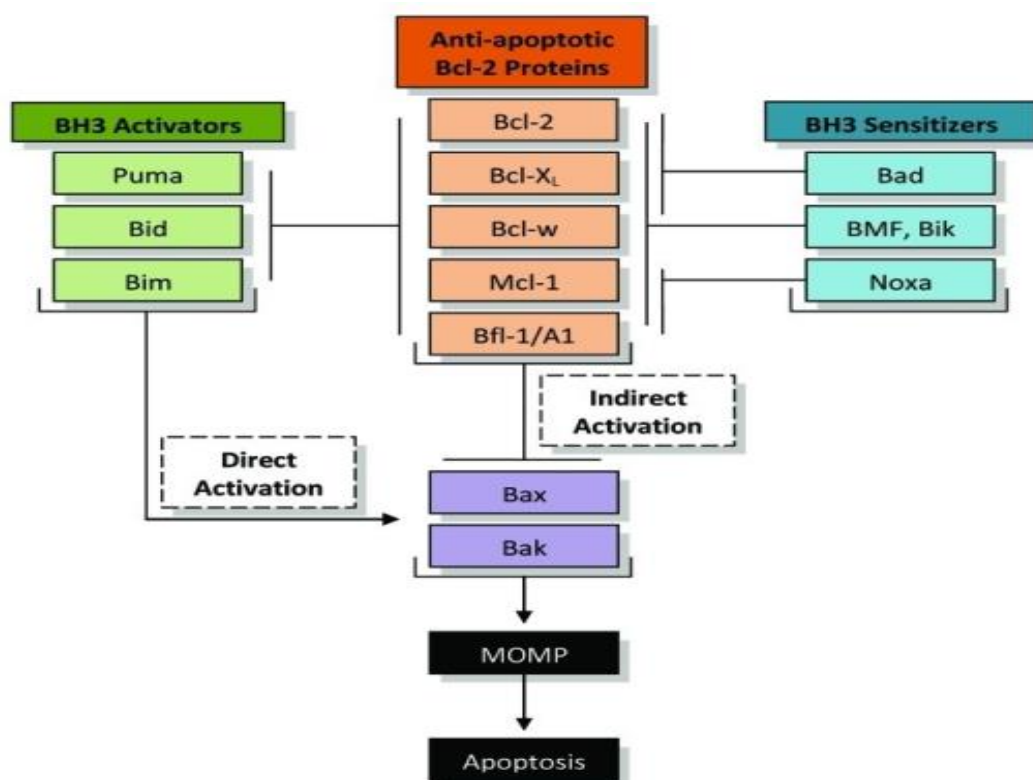 Anti-apoptotic
Bcl-2 Proteins
BH3 Activators
Puma
Bid
Bim
Bcl-2
Bcl-XL
Bcl-w
Mcl-1
Bfl-1/A1
BH3 Sensitizers
Bad
BMF, Bik
Noxa
Direct
Activation
Indirect
Activation
Bax
Bak
MOMP
Apoptosis